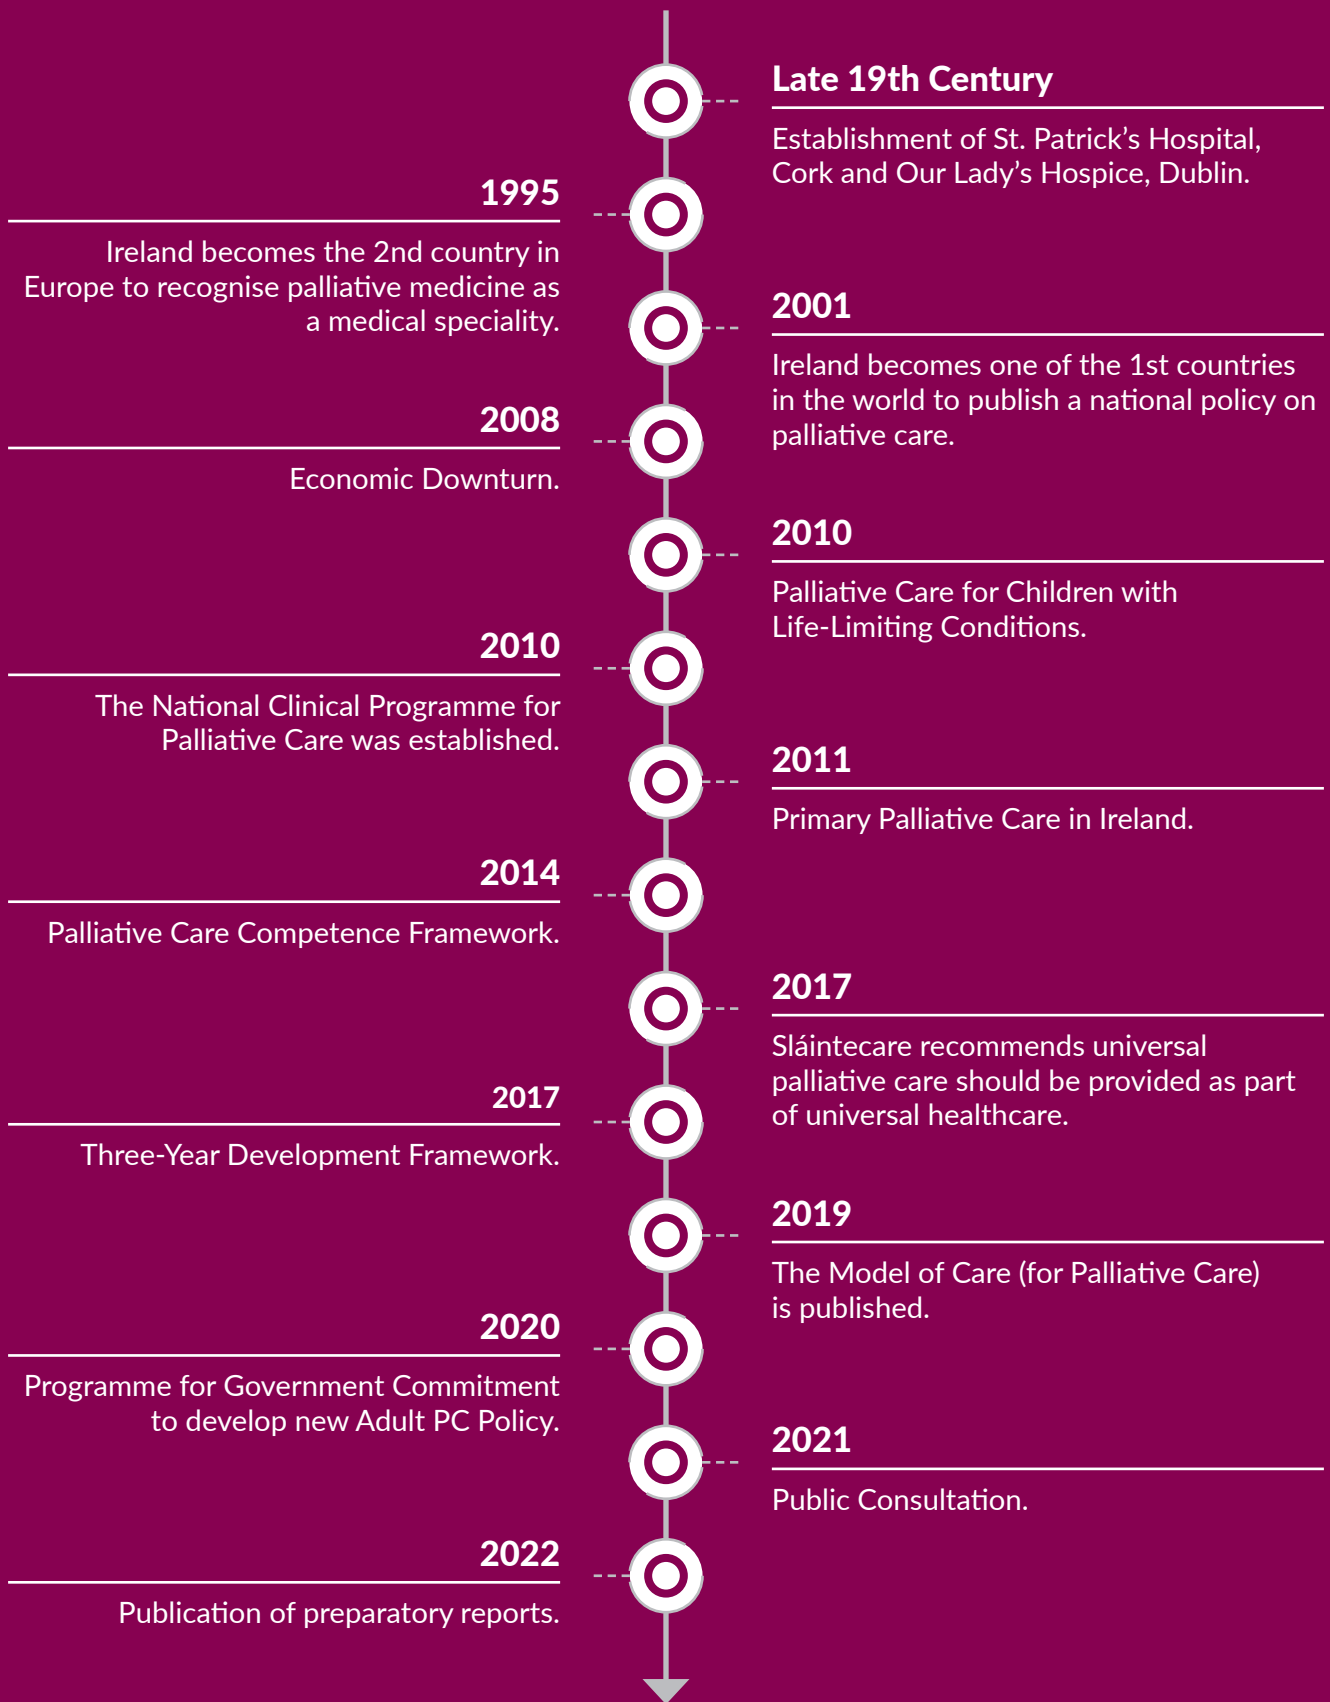 Late 19th Century
Establishment of St. Patrick’s Hospital,
Cork and Our Lady’s Hospice, Dublin.
1995
Ireland becomes the 2nd country in
Europe to recognise palliative medicine as
a medical speciality.
2001
Ireland becomes one of the 1st countries
in the world to publish a national policy on
palliative care.
2008
Economic Downturn.
2010
Palliative Care for Children with
Life-Limiting Conditions.
2010
The National Clinical Programme for
Palliative Care was established.
2011
Primary Palliative Care in Ireland.
2014
Palliative Care Competence Framework.
2017
Sláintecare recommends universal
palliative care should be provided as part
of universal healthcare.
2017
Three-Year Development Framework.
2019
The Model of Care (for Palliative Care)
is published.
2020
Programme for Government Commitment
to develop new Adult PC Policy.
2021
Public Consultation.
2022
Publication of preparatory reports.